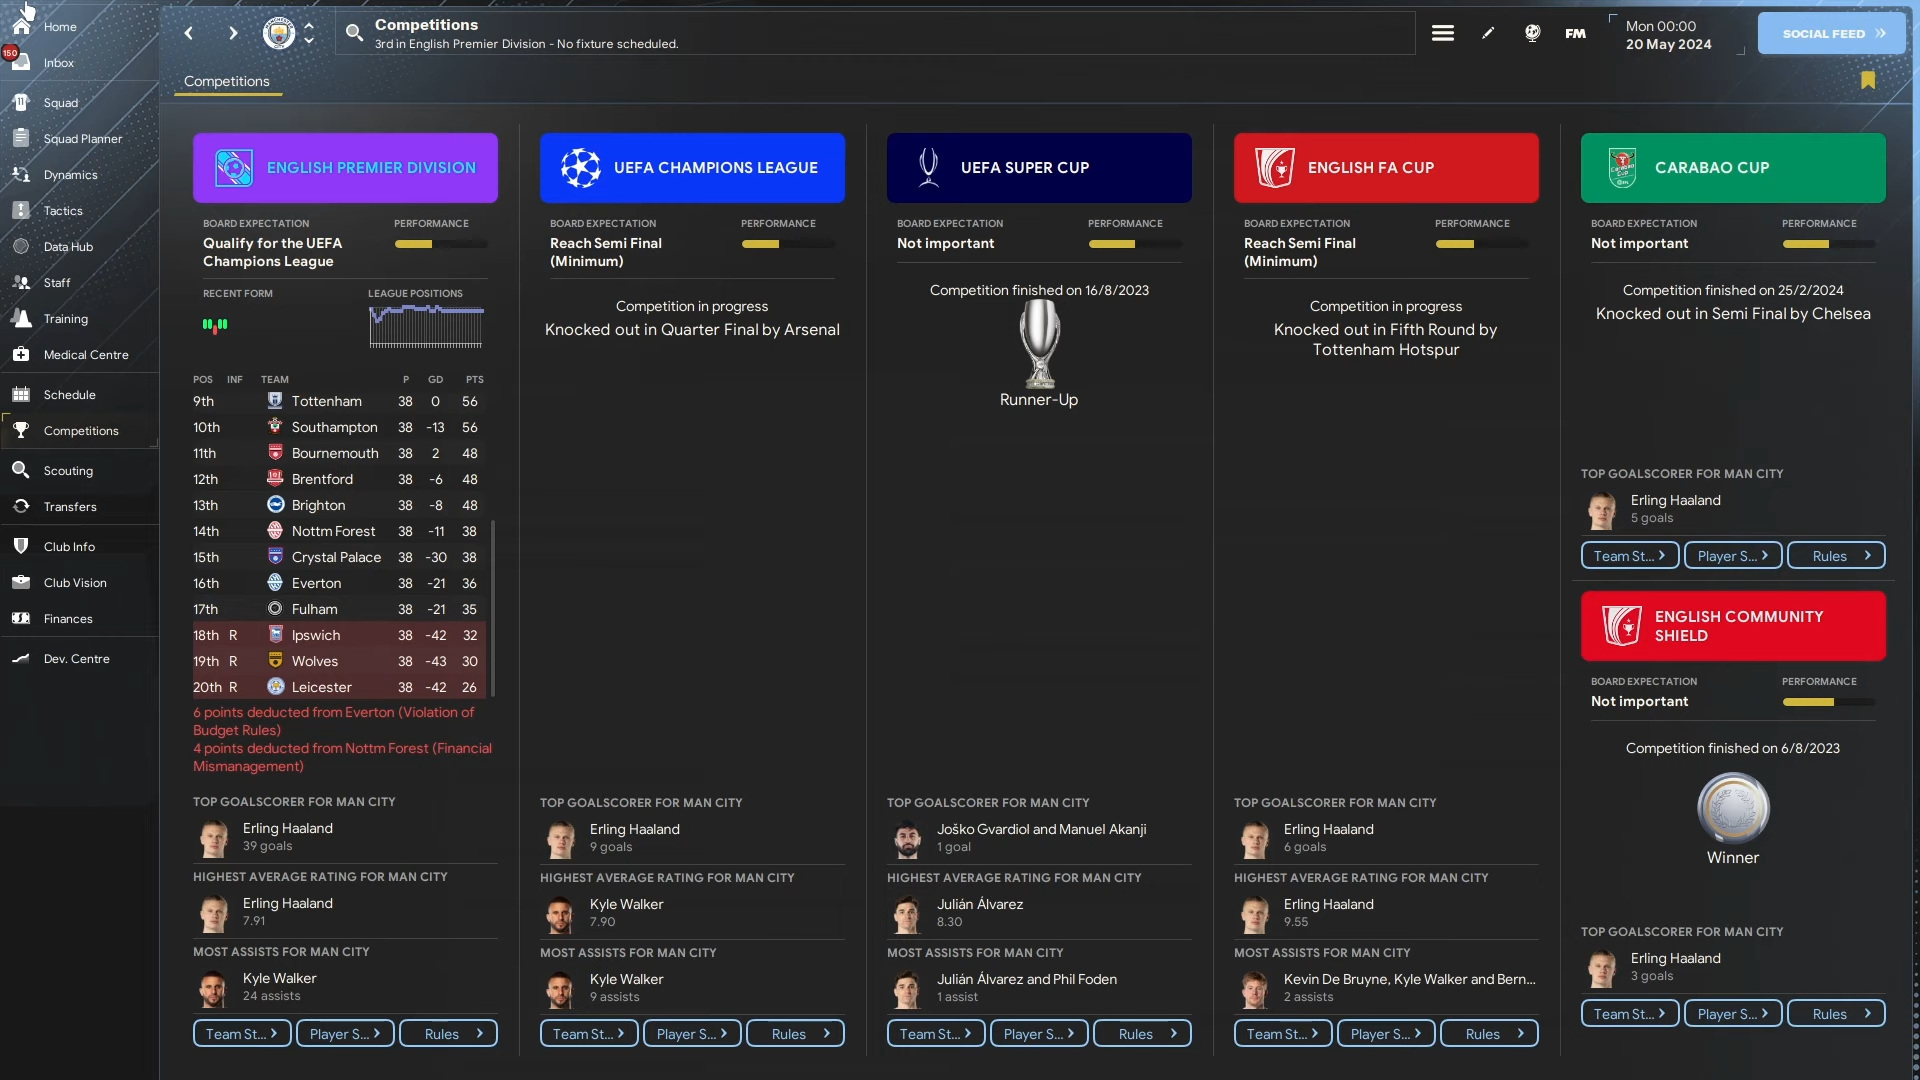 Home
150
Inbox
Squad
Squad Planner
Dynamics
Tactics
Data Hub
Staff
Training
Medical Centre
Schedule
Competitions
Scouting
Transfers
Club Info
Club Vision
Finances
Dev. Centre
Competitions
3rd in English Premier Division - No fixture scheduled.
FM
Mon 00:00
20 May 2024
SOCIAL FEED
Competitions
ENGLISH PREMIER DIVISION
BOARD EXPECTATION PERFORMANCE
Qualify for the UEFA
Champions League
RECENT FORM LEAGUE POSITIONS
POS INF TEAM P GD PTS
9th Tottenham 38 0 56
10th Southampton 38 -13 56
11th Bournemouth 38 2 48
12th Brentford 38 -6 48
13th Brighton 38 -8 48
14th Nottm Forest 38 -11 38
15th Crystal Palace 38 -30 38
16th Everton 38 -21 36
17th Fulham 38 -21 35
18th R Ipswich 38 -42 32
19th R Wolves 38 -43 30
20th R Leicester 38 -42 26
6 points deducted from Everton (Violation of
Budget Rules)
4 points deducted from Nottm Forest (Financial
Mismanagement)
TOP GOALSCORER FOR MAN CITY
Erling Haaland
39 goals
HIGHEST AVERAGE RATING FOR MAN CITY
Erling Haaland
7.91
MOST ASSISTS FOR MAN CITY
Kyle Walker
24 assists
Team St... Player S... Rules
UEFA CHAMPIONS LEAGUE
BOARD EXPECTATION PERFORMANCE
Reach Semi Final
(Minimum)
Competition in progress
Knocked out in Quarter Final by Arsenal
TOP GOALSCORER FOR MAN CITY
Erling Haaland
9 goals
HIGHEST AVERAGE RATING FOR MAN CITY
Kyle Walker
7.90
MOST ASSISTS FOR MAN CITY
Kyle Walker
9 assists
Team St... Player S... Rules
UEFA SUPER CUP
BOARD EXPECTATION PERFORMANCE
Not important
Competition finished on 16/8/2023
Runner-Up
TOP GOALSCORER FOR MAN CITY
Joško Gvardiol and Manuel Akanji
1 goal
HIGHEST AVERAGE RATING FOR MAN CITY
Julián Álvarez
8.30
MOST ASSISTS FOR MAN CITY
Julián Álvarez and Phil Foden
1 assist
Team St... Player S... Rules
ENGLISH FA CUP
BOARD EXPECTATION PERFORMANCE
Reach Semi Final
(Minimum)
Competition in progress
Knocked out in Fifth Round by
Tottenham Hotspur
TOP GOALSCORER FOR MAN CITY
Erling Haaland
6 goals
HIGHEST AVERAGE RATING FOR MAN CITY
Erling Haaland
9.55
MOST ASSISTS FOR MAN CITY
Kevin De Bruyne, Kyle Walker and Bern...
2 assists
Team St... Player S... Rules
CARABAO CUP
BOARD EXPECTATION PERFORMANCE
Not important
Competition finished on 25/2/2024
Knocked out in Semi Final by Chelsea
TOP GOALSCORER FOR MAN CITY
Erling Haaland
5 goals
Team St... Player S... Rules
ENGLISH COMMUNITY
SHIELD
BOARD EXPECTATION PERFORMANCE
Not important
Competition finished on 6/8/2023
Winner
TOP GOALSCORER FOR MAN CITY
Erling Haaland
3 goals
Team St... Player S... Rules